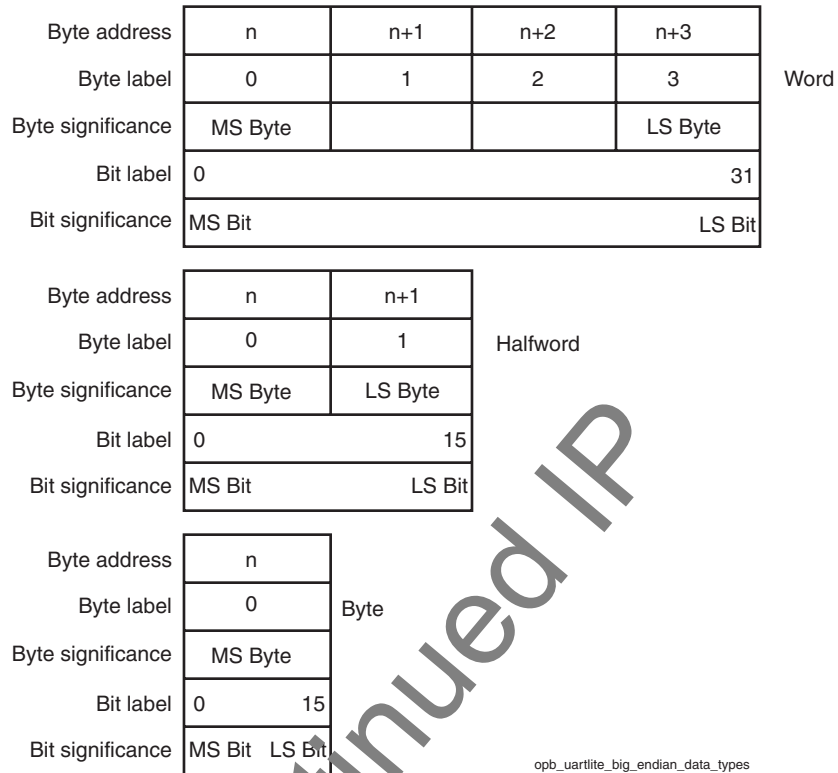 Byte address n n+1 n+2 n+3
Byte label 0 1 2 3 Word
Byte significance MS Byte LS Byte
Bit label 0 31
Bit significance MS Bit LS Bit
Byte address n n+1
Byte label 0 1 Halfword
Byte significance MS Byte LS Byte
Bit label 0 15
Bit significance MS Bit LS Bit
Byte address n
Byte label 0 Byte
Byte significance MS Byte
Bit label 0 15
Bit significance MS Bit LS Bit
opb_uartlite_big_endian_data_types
tinued IP